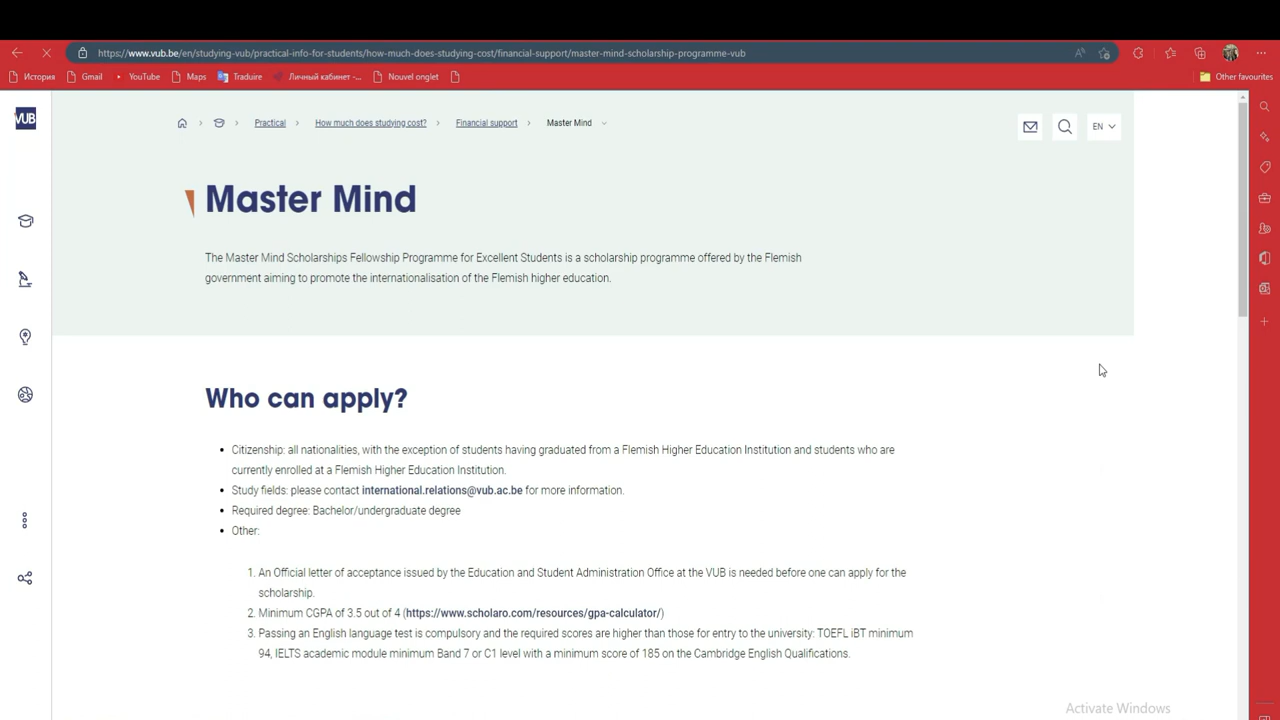 https://www.vub.be/en/studying-vub/practical-info-for-students/how-much-does-studying-cost/financial-support/master-mind-scholarship-programme-vub
История Gmail YouTube Maps Traduire Личный кабинет -... Nouvel onglet Other favourites
VUB
Practical How much does studying cost? Financial support Master Mind
EN
Master Mind
The Master Mind Scholarships Fellowship Programme for Excellent Students is a scholarship programme offered by the Flemish
government aiming to promote the internationalisation of the Flemish higher education.
Who can apply?
• Citizenship: all nationalities, with the exception of students having graduated from a Flemish Higher Education Institution and students who are
currently enrolled at a Flemish Higher Education Institution.
• Study fields: please contact international.relations@vub.ac.be for more information.
• Required degree: Bachelor/undergraduate degree
• Other:
1. An Official letter of acceptance issued by the Education and Student Administration Office at the VUB is needed before one can apply for the
scholarship.
2. Minimum CGPA of 3.5 out of 4 (https://www.scholaro.com/resources/gpa-calculator/)
3. Passing an English language test is compulsory and the required scores are higher than those for entry to the university: TOEFL iBT minimum
94, IELTS academic module minimum Band 7 or C1 level with a minimum score of 185 on the Cambridge English Qualifications.
Activate Windows